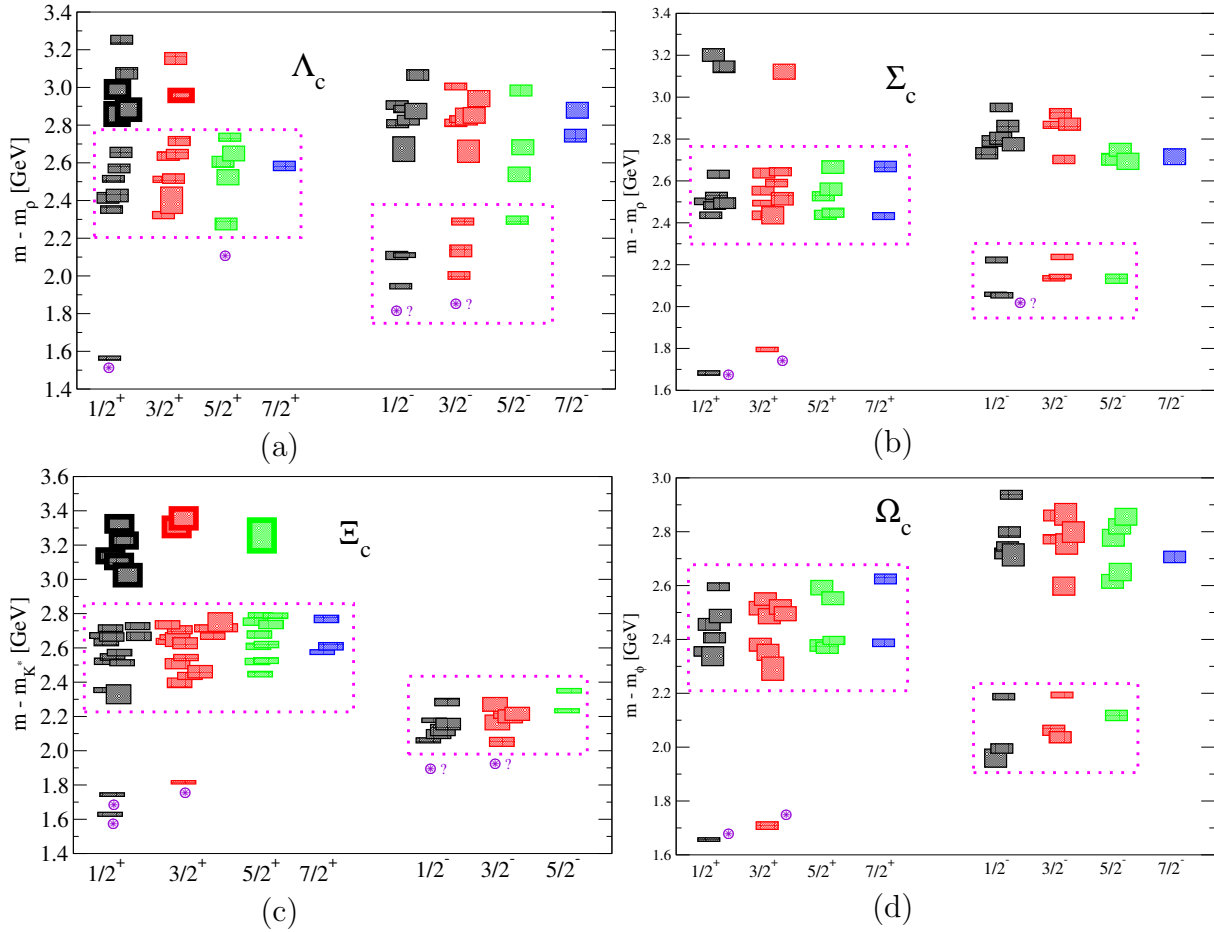 Λc
m - mρ [GeV]
3.4
3.2
3.0
2.8
2.6
2.4
2.2
2.0
1.8
1.6
1.4
? ?
1/2⁺ 3/2⁺ 5/2⁺ 7/2⁺ 1/2⁻ 3/2⁻ 5/2⁻ 7/2⁻
(a)
Σc
m - mρ [GeV]
3.4
3.2
3.0
2.8
2.6
2.4
2.2
2.0
1.8
1.6
?
1/2⁺ 3/2⁺ 5/2⁺ 7/2⁺ 1/2⁻ 3/2⁻ 5/2⁻ 7/2⁻
(b)
Ξc
m - mK* [GeV]
3.6
3.4
3.2
3.0
2.8
2.6
2.4
2.2
2.0
1.8
1.6
1.4
? ?
1/2⁺ 3/2⁺ 5/2⁺ 7/2⁺ 1/2⁻ 3/2⁻ 5/2⁻
(c)
Ωc
m - mϕ [GeV]
3.0
2.8
2.6
2.4
2.2
2.0
1.8
1.6
1/2⁺ 3/2⁺ 5/2⁺ 7/2⁺ 1/2⁻ 3/2⁻ 5/2⁻ 7/2⁻
(d)